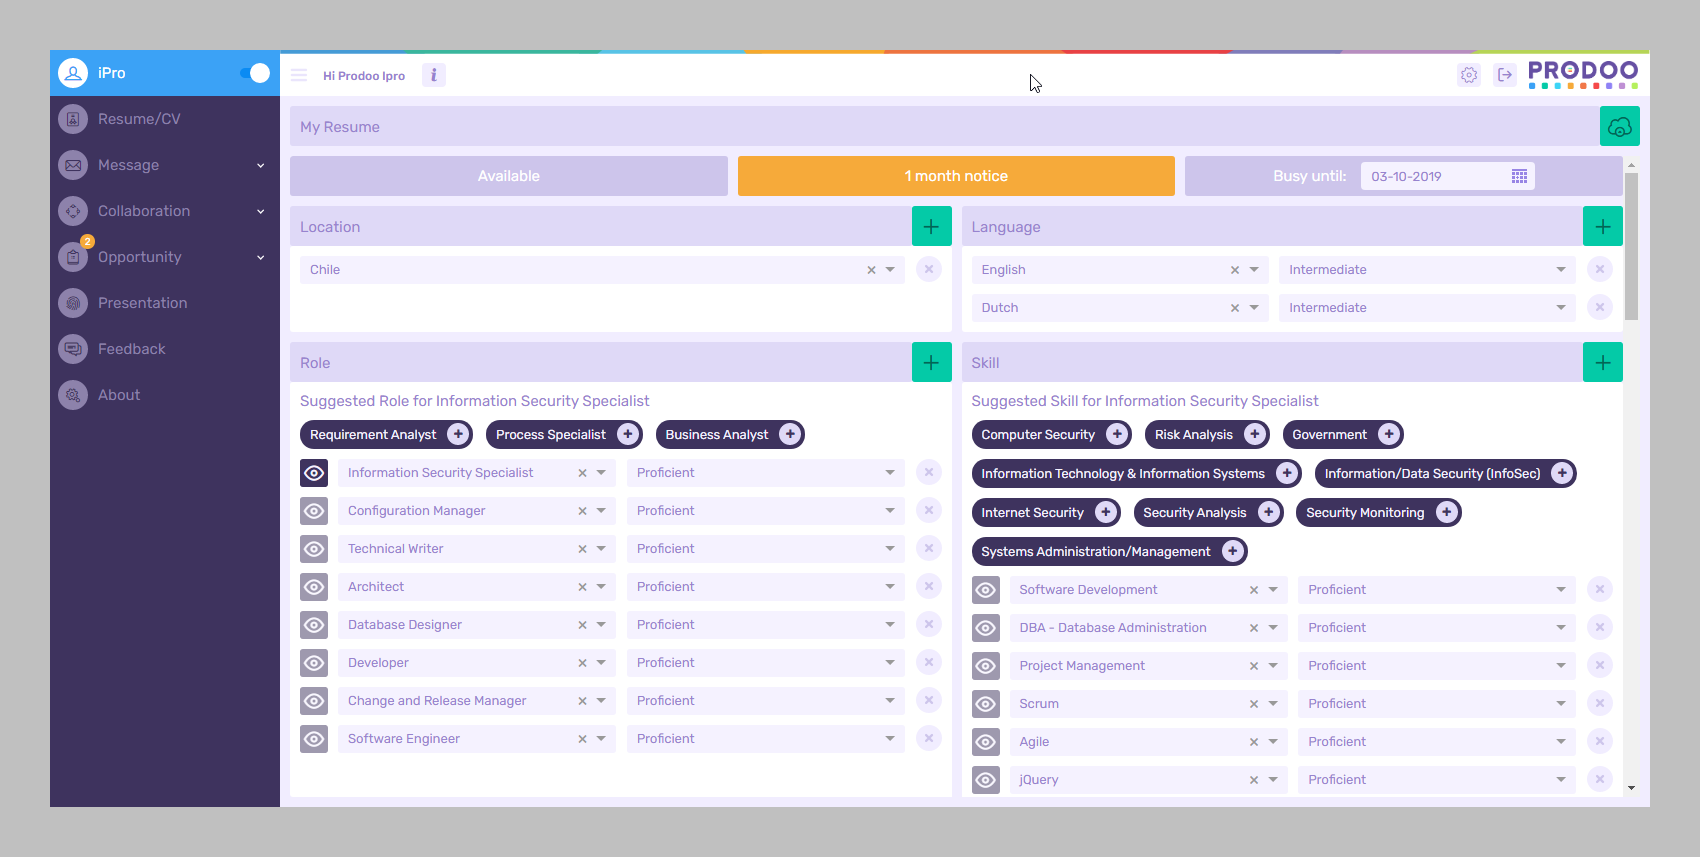 iPro
Hi Prodoo Ipro
i
PRODOO
Resume/CV
Message
Collaboration
2
Opportunity
Presentation
Feedback
About
My Resume
Available
1 month notice
Busy until:
03-10-2019
Location
Chile
Language
English
Intermediate
Dutch
Intermediate
Role
Suggested Role for Information Security Specialist
Requirement Analyst
Process Specialist
Business Analyst
Information Security Specialist
Proficient
Configuration Manager
Proficient
Technical Writer
Proficient
Architect
Proficient
Database Designer
Proficient
Developer
Proficient
Change and Release Manager
Proficient
Software Engineer
Proficient
Skill
Suggested Skill for Information Security Specialist
Computer Security
Risk Analysis
Government
Information Technology & Information Systems
Information/Data Security (InfoSec)
Internet Security
Security Analysis
Security Monitoring
Systems Administration/Management
Software Development
Proficient
DBA - Database Administration
Proficient
Project Management
Proficient
Scrum
Proficient
Agile
Proficient
jQuery
Proficient